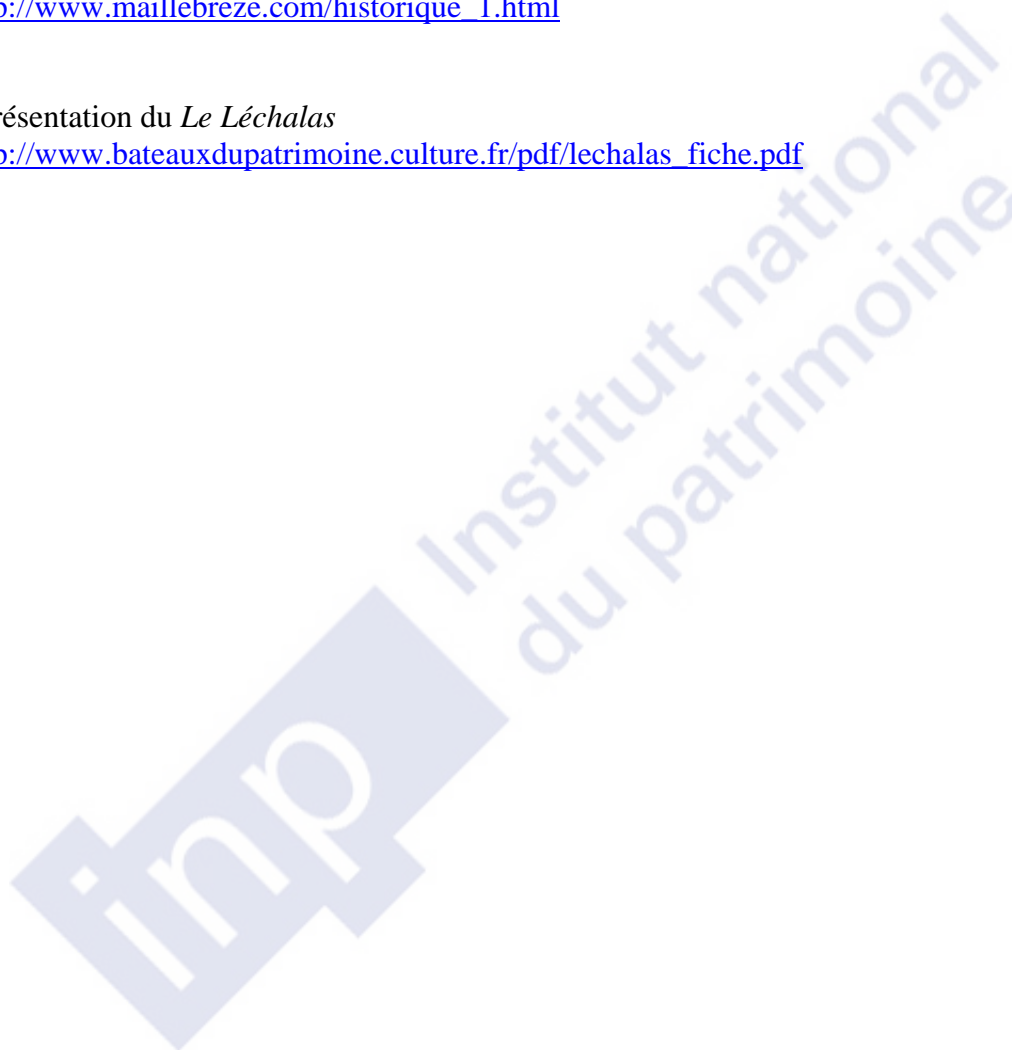 p://www.maillebreze.com/historique_1.html
résentation du Le Léchalas
p://www.bateauxdupatrimoine.culture.fr/pdf/lechalas_fiche.pdf
Institut national
du patrimoine
inp